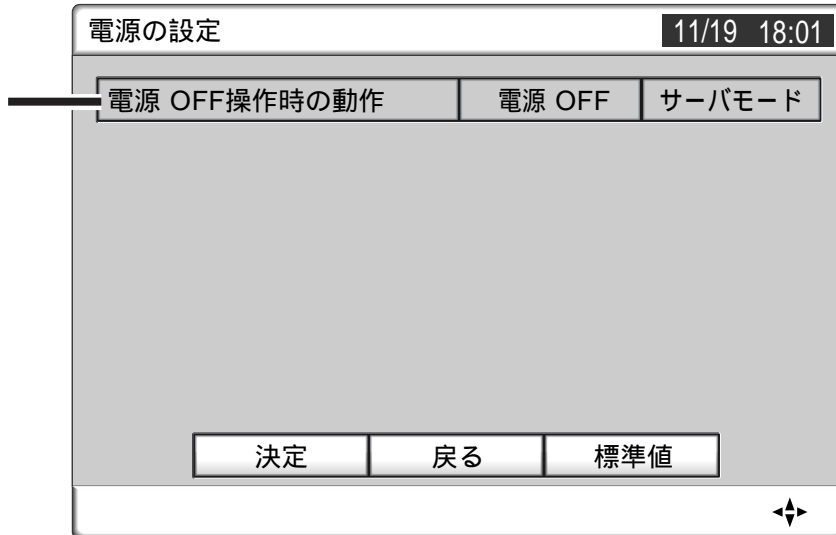 電源の設定 11/19 18:01
電源 OFF操作時の動作 電源 OFF サーバモード
決定 戻る 標準値